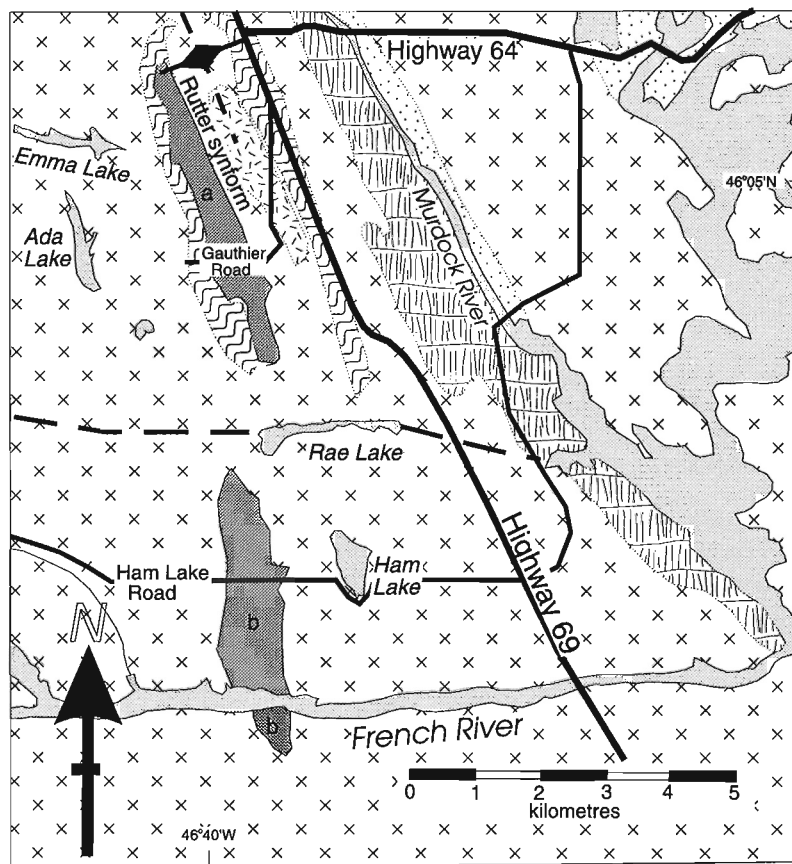 Highway 64
Rutter synform
Emma Lake
a
46°05'N
Murdock River
Ada
Lake
Gauthier
Road
Rae Lake
Ham Lake
Road
Ham
Lake
Highway 69
N
b
b
French River
0 1 2 3 4 5
kilometres
46°40'W